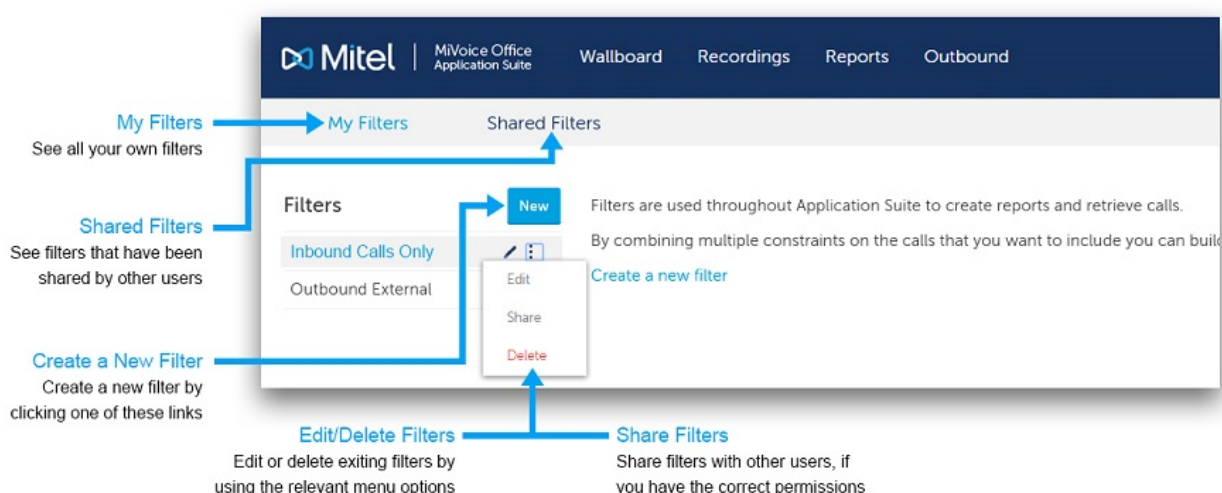 Mitel
MiVoice Office
Application Suite
Wallboard
Recordings
Reports
Outbound
My Filters
See all your own filters
My Filters
Shared Filters
Shared Filters
See filters that have been
shared by other users
Filters
New
Filters are used throughout Application Suite to create reports and retrieve calls.
Inbound Calls Only
By combining multiple constraints on the calls that you want to include you can buil
Outbound External
Create a new filter
Edit
Share
Delete
Create a New Filter
Create a new filter by
clicking one of these links
Edit/Delete Filters
Edit or delete exiting filters by
using the relevant menu options
Share Filters
Share filters with other users, if
you have the correct permissions